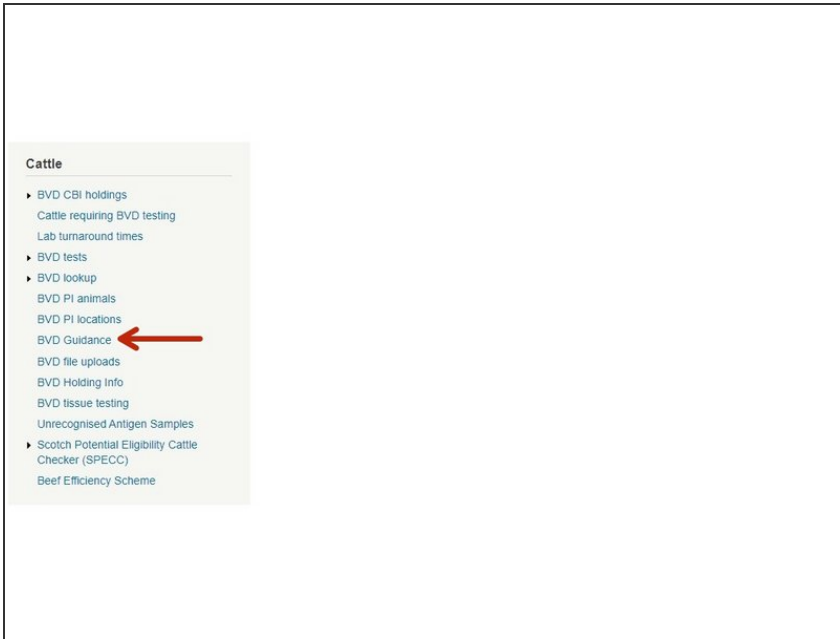 Cattle
BVD CBI holdings
Cattle requiring BVD testing
Lab turnaround times
BVD tests
BVD lookup
BVD PI animals
BVD PI locations
BVD Guidance
BVD file uploads
BVD Holding Info
BVD tissue testing
Unrecognised Antigen Samples
Scotch Potential Eligibility Cattle
Checker (SPECC)
Beef Efficiency Scheme